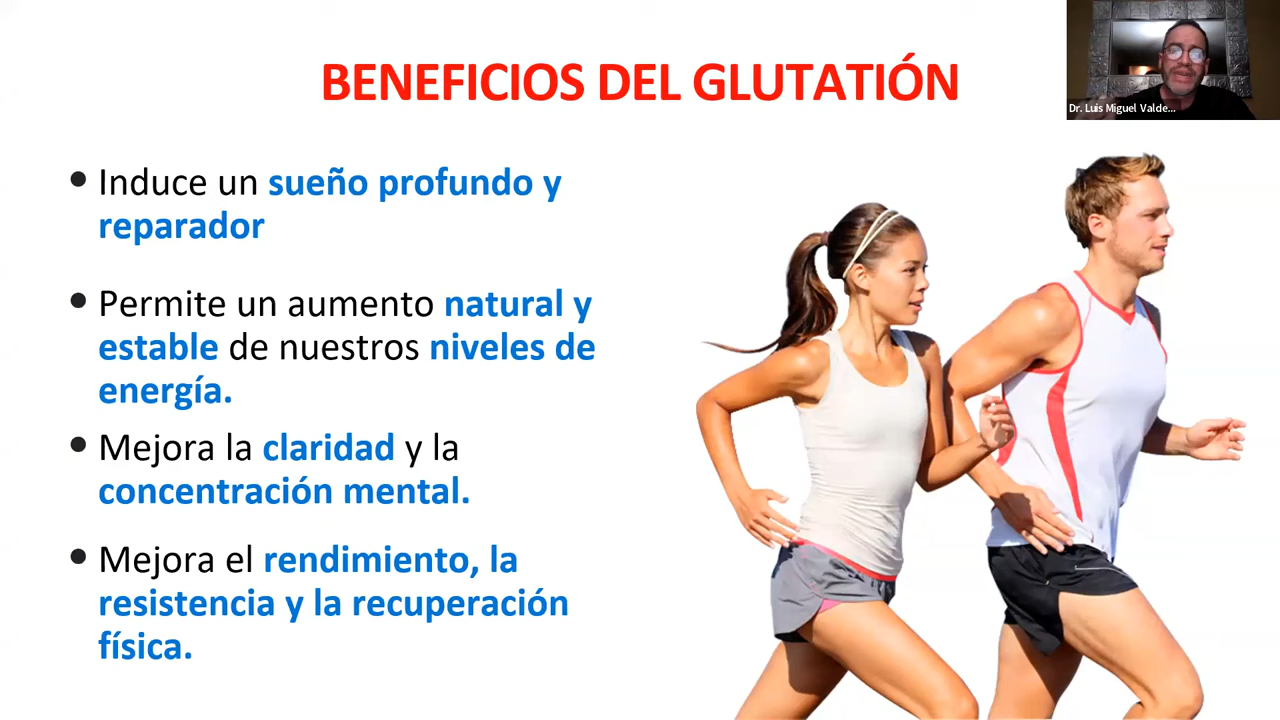 BENEFICIOS DEL GLUTATIÓN
Dr. Luis Miguel Valde...
• Induce un sueño profundo y
reparador
• Permite un aumento natural y
estable de nuestros niveles de
energía.
• Mejora la claridad y la
concentración mental.
• Mejora el rendimiento, la
resistencia y la recuperación
física.